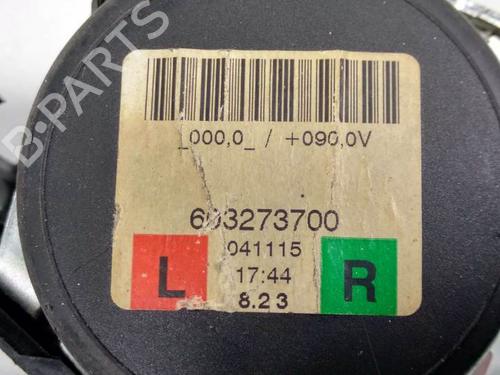 B-PARTS
_000,0_ / +090,0V
603273700
041115
17:44
8.23
L
R